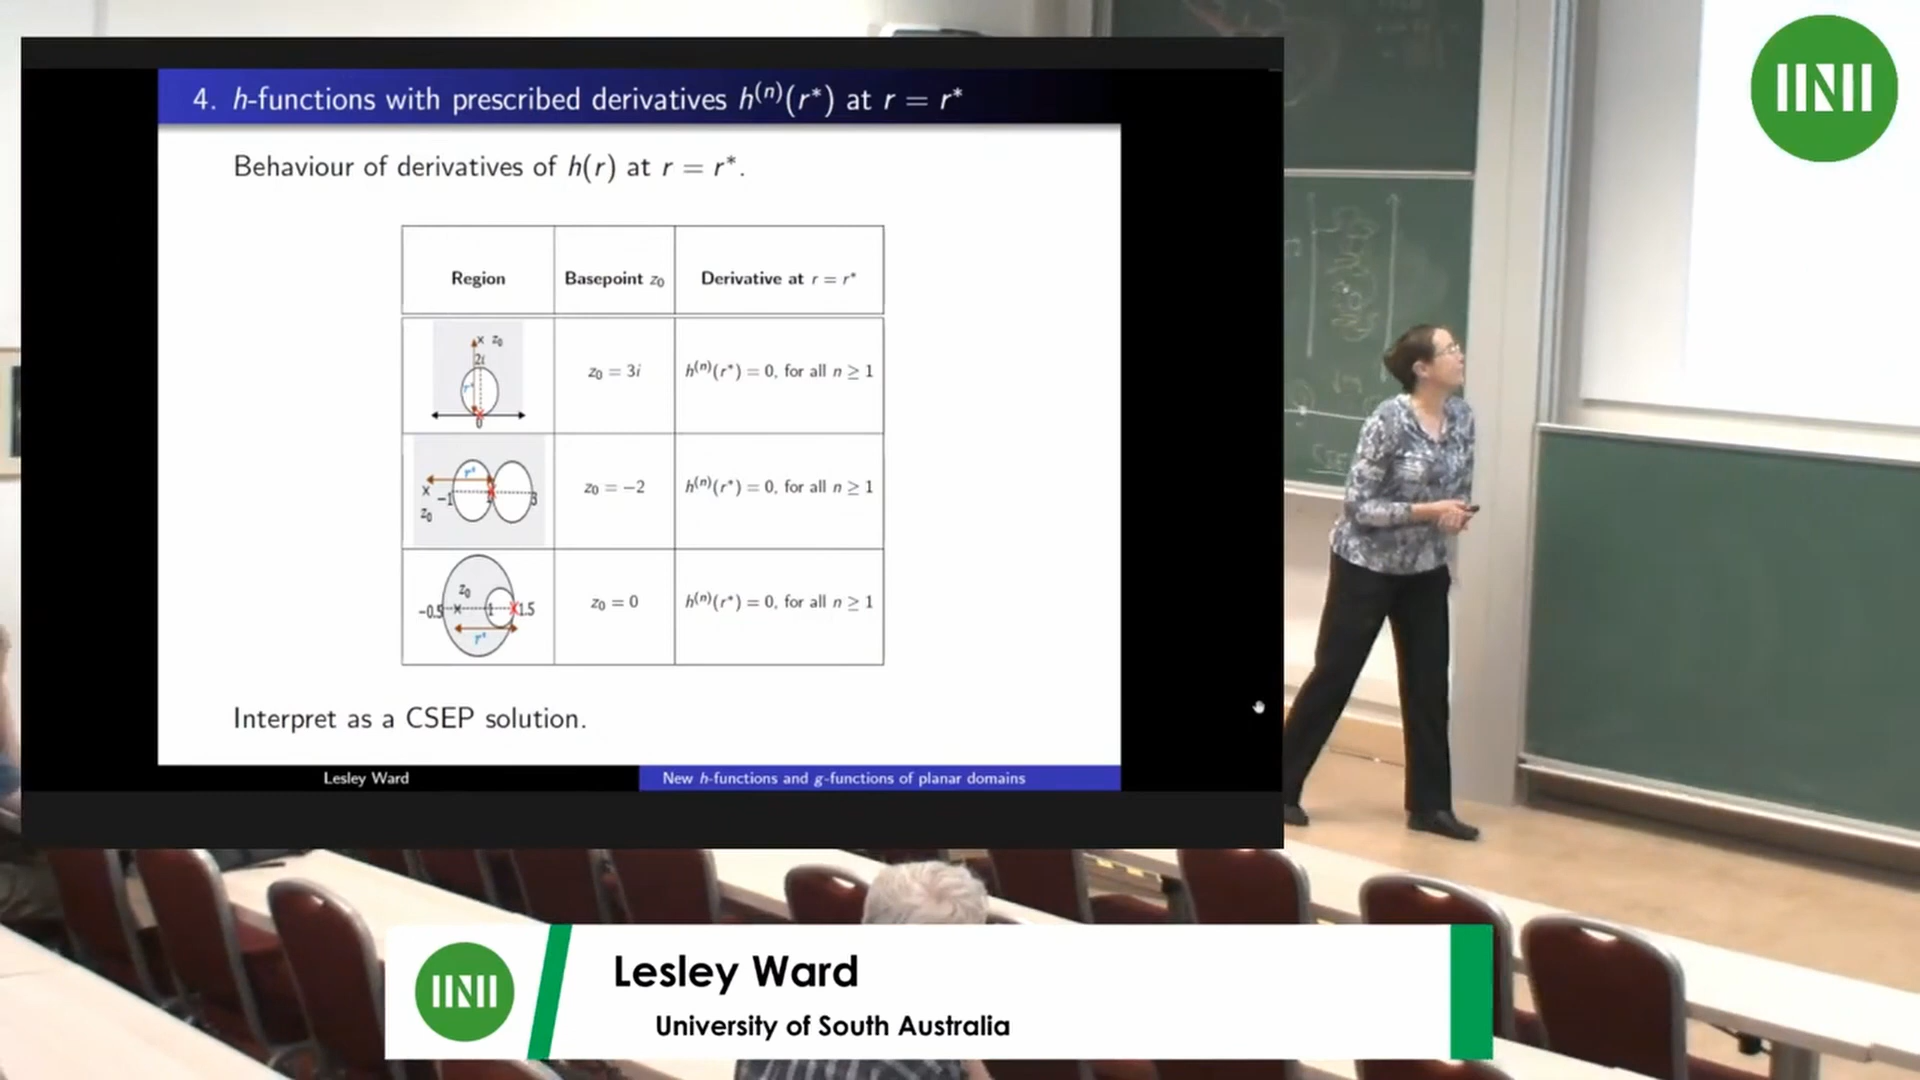 4. h-functions with prescribed derivatives h⁽ⁿ⁾(r*) at r = r*
Behaviour of derivatives of h(r) at r = r*.
Region Basepoint z₀ Derivative at r = r*
z₀
2i
r*
0
z₀ = 3i h⁽ⁿ⁾(r*) = 0, for all n ≥ 1
r*
-1 3
z₀
z₀ = −2 h⁽ⁿ⁾(r*) = 0, for all n ≥ 1
z₀
-0.5 1 1.5
r*
z₀ = 0 h⁽ⁿ⁾(r*) = 0, for all n ≥ 1
Interpret as a CSEP solution.
Lesley Ward New h-functions and g-functions of planar domains
Lesley Ward
University of South Australia